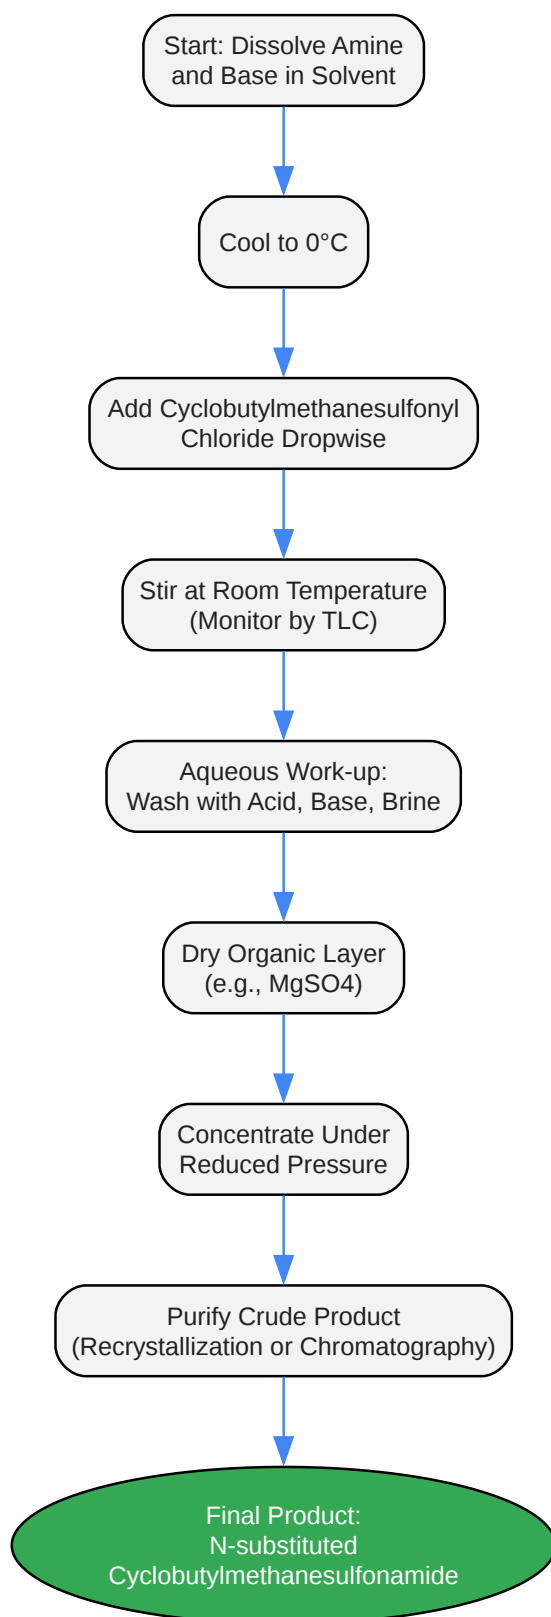 Start: Dissolve Amine
and Base in Solvent
Cool to 0°C
Add Cyclobutylmethanesulfonyl
Chloride Dropwise
Stir at Room Temperature
(Monitor by TLC)
Aqueous Work-up:
Wash with Acid, Base, Brine
Dry Organic Layer
(e.g., MgSO4)
Concentrate Under
Reduced Pressure
Purify Crude Product
(Recrystallization or Chromatography)
Final Product:
N-substituted
Cyclobutylmethanesulfonamide